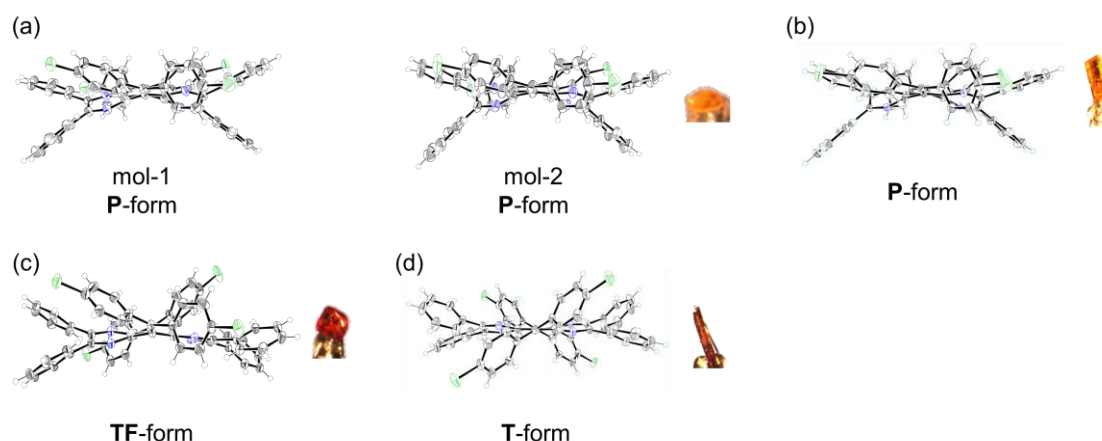 (a)
mol-1
P-form
mol-2
P-form
(b)
P-form
(c)
TF-form
(d)
T-form